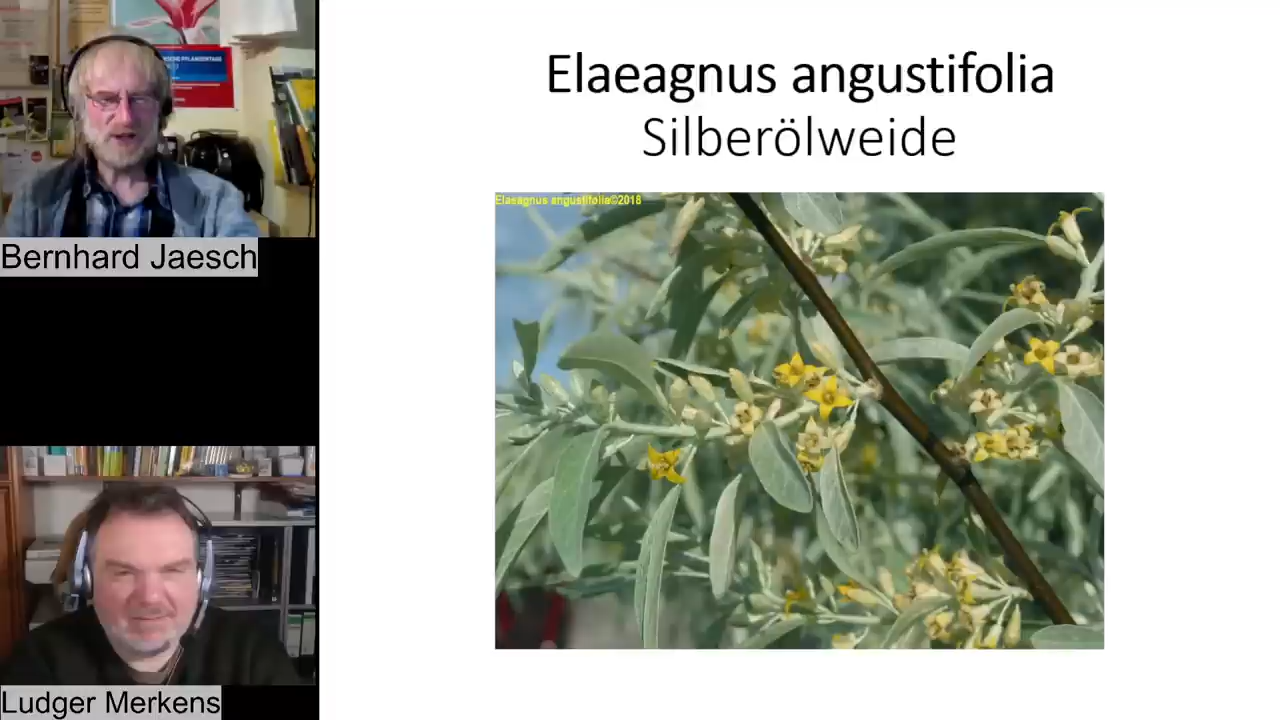 Elaeagnus angustifolia
Silberölweide
Elaeagnus angustifolia©2018
Bernhard Jaesch
Ludger Merkens